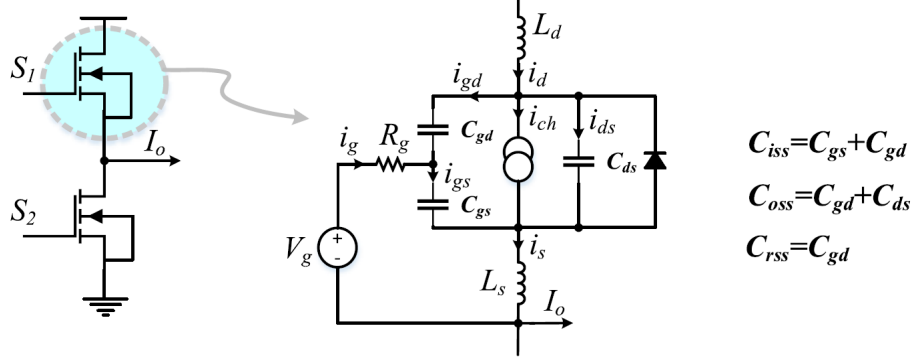 S1
Io
S2
Ld
igd
id
Cgd
ich
ids
Cds
ig
Rg
igs
Cgs
Vg
+
-
is
Ls
Io
Ciss=Cgs+Cgd
Coss=Cgd+Cds
Crss=Cgd